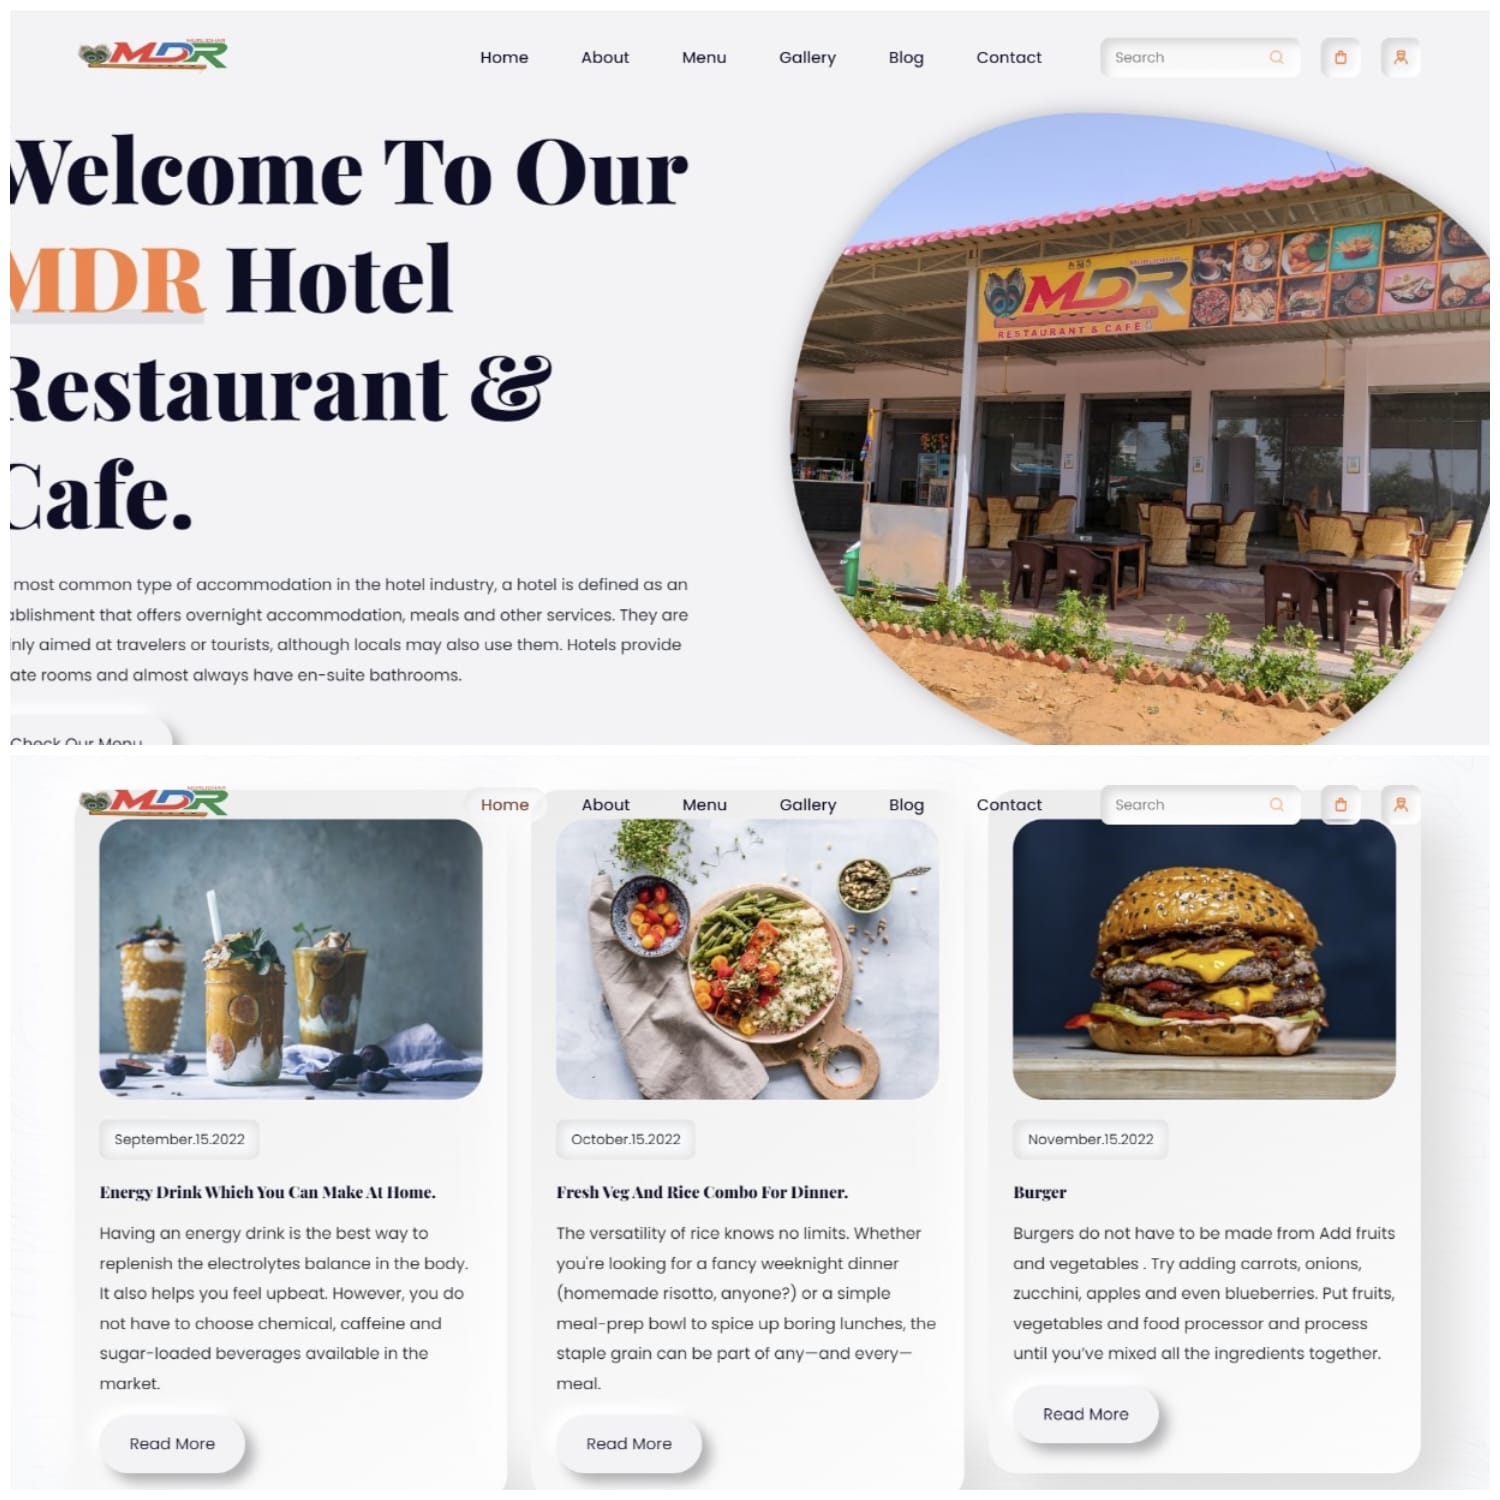 MURLIDHAR
MDR
Home
About
Menu
Gallery
Blog
Contact
Search
Welcome To Our
MDR Hotel
Restaurant &
Cafe.
MDR
RESTAURANT & CAFE
most common type of accommodation in the hotel industry, a hotel is defined as an
ablishment that offers overnight accommodation, meals and other services. They are
nly aimed at travelers or tourists, although locals may also use them. Hotels provide
ate rooms and almost always have en-suite bathrooms.
Check Our Menu
MURLIDHAR
MDR
Home
About
Menu
Gallery
Blog
Contact
Search
September.15.2022
Energy Drink Which You Can Make At Home.
Having an energy drink is the best way to
replenish the electrolytes balance in the body.
It also helps you feel upbeat. However, you do
not have to choose chemical, caffeine and
sugar-loaded beverages available in the
market.
Read More
October.15.2022
Fresh Veg And Rice Combo For Dinner.
The versatility of rice knows no limits. Whether
you're looking for a fancy weeknight dinner
(homemade risotto, anyone?) or a simple
meal-prep bowl to spice up boring lunches, the
staple grain can be part of any—and every—
meal.
Read More
November.15.2022
Burger
Burgers do not have to be made from Add fruits
and vegetables . Try adding carrots, onions,
zucchini, apples and even blueberries. Put fruits,
vegetables and food processor and process
until you've mixed all the ingredients together.
Read More